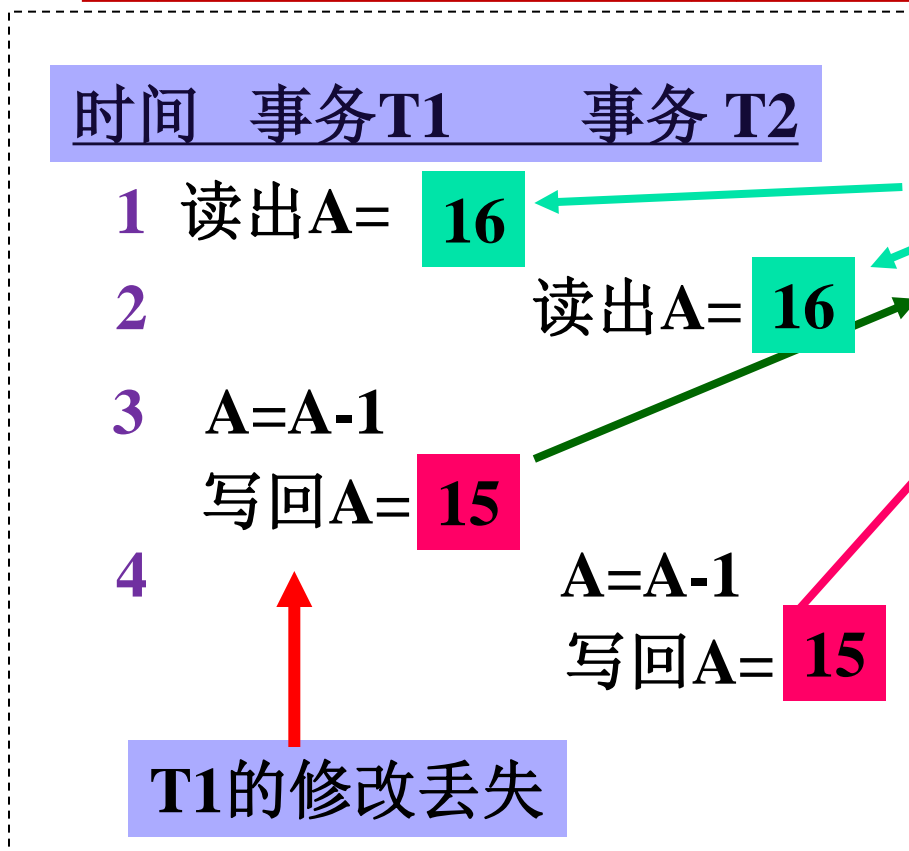 时间 事务T1 事务 T2
1 读出A= 16
2 读出A= 16
3 A=A-1
写回A= 15
4 A=A-1
写回A= 15
T1的修改丢失